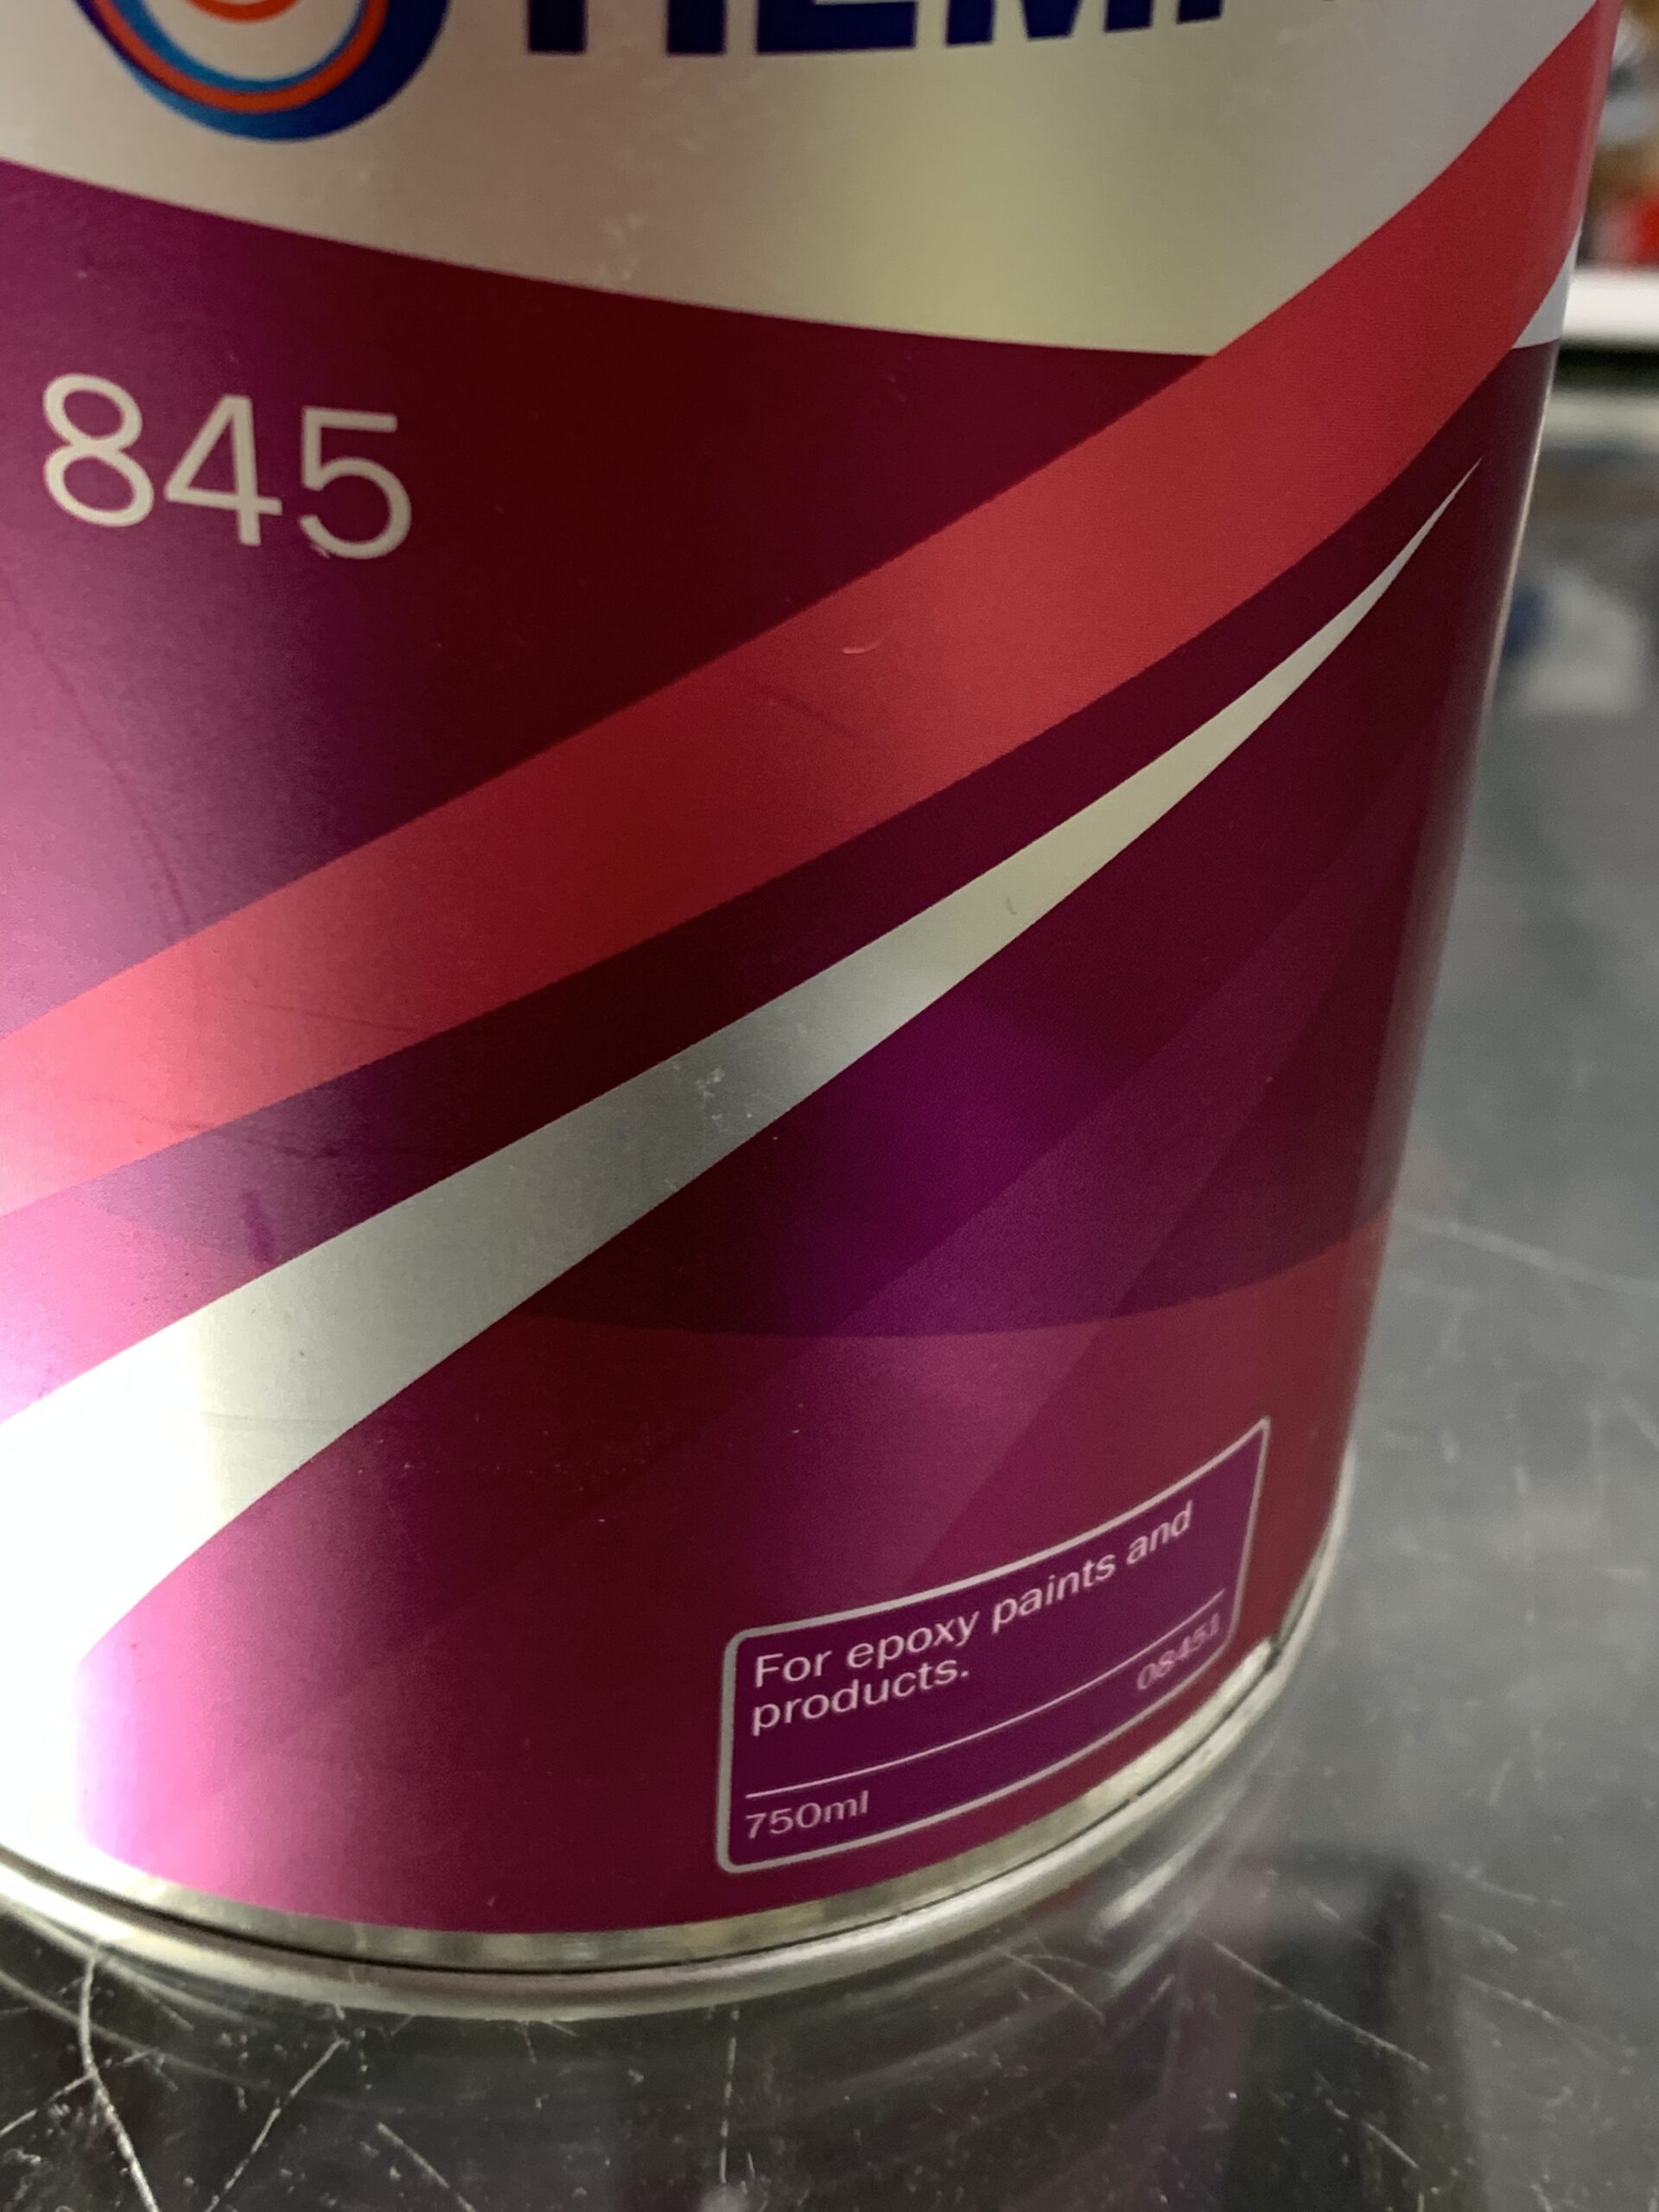 845
For epoxy paints and
products.
08451
750ml